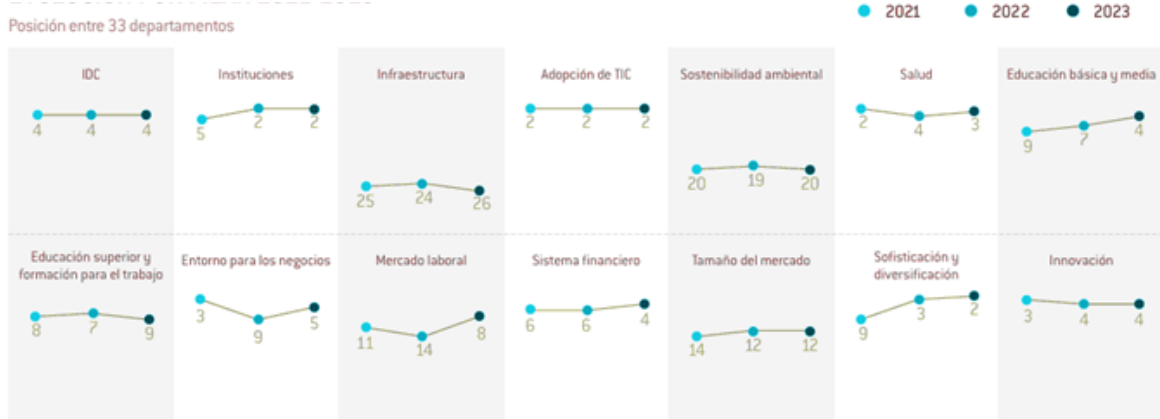 2021 2022 2023
Posición entre 33 departamentos
IDC
4 4 4
Instituciones
5 2 2
Infraestructura
25 24 26
Adopción de TIC
2 2 2
Sostenibilidad ambiental
20 19 20
Salud
2 4 3
Educación básica y media
9 7 4
Educación superior y
formación para el trabajo
8 7 9
Entorno para los negocios
3 9 5
Mercado laboral
11 14 8
Sistema financiero
6 6 4
Tamaño del mercado
14 12 12
Sofisticación y
diversificación
9 3 2
Innovación
3 4 4